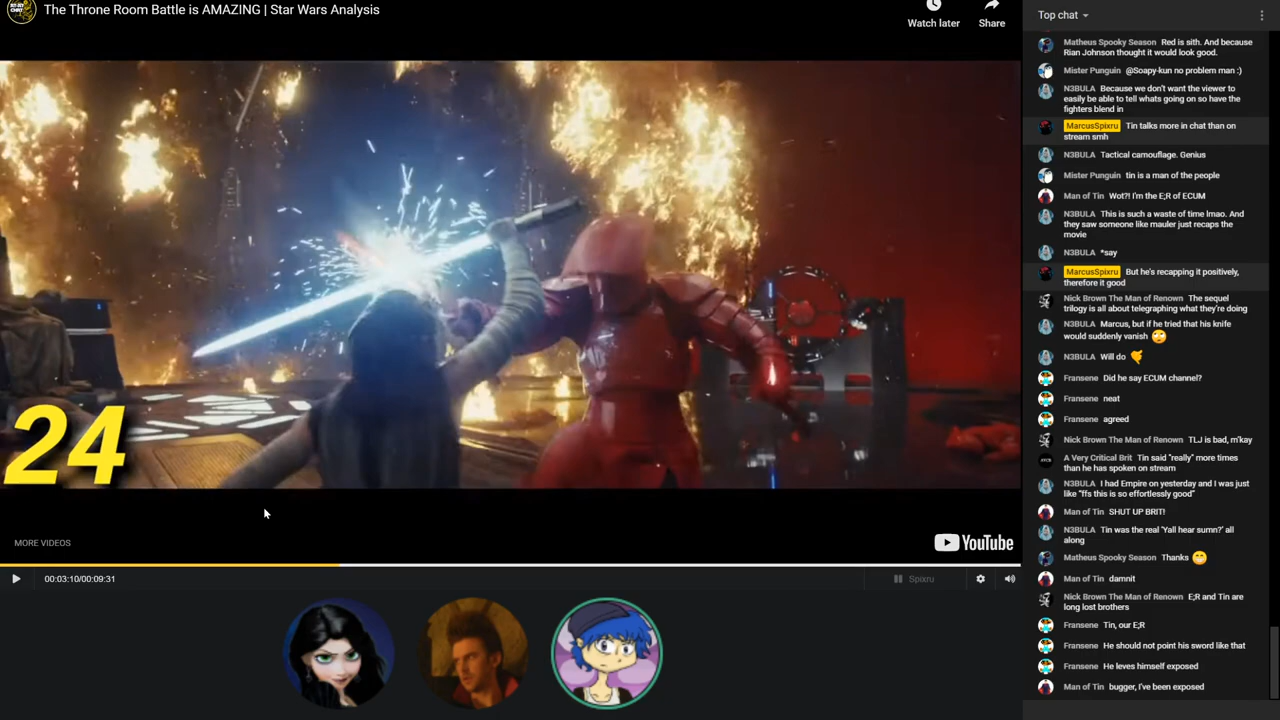 The Throne Room Battle is AMAZING | Star Wars Analysis
Watch later
Share
24
MORE VIDEOS
YouTube
00:03:10/00:09:31
Spixru
Top chat
Matheus Spooky Season Red is sith. And because
Rian Johnson thought it would look good.
Mister Punguin @Soapy-kun no problem man :)
N3BULA Because we don't want the viewer to
easily be able to tell whats going on so have the
fighters blend in
MarcusSpixru Tin talks more in chat than on
stream smh
N3BULA Tactical camouflage. Genius
Mister Punguin tin is a man of the people
Man of Tin Wot?! I'm the E;R of ECUM
N3BULA This is such a waste of time lmao. And
they saw someone like mauler just recaps the
movie
N3BULA *say
MarcusSpixru But he's recapping it positively,
therefore it good
Nick Brown The Man of Renown The sequel
trilogy is all about telegraphing what they're doing
N3BULA Marcus, but if he tried that his knife
would suddenly vanish 🙄
N3BULA Will do
Fransene Did he say ECUM channel?
Fransene neat
Fransene agreed
Nick Brown The Man of Renown TLJ is bad, m'kay
A Very Critical Brit Tin said "really" more times
than he has spoken on stream
N3BULA I had Empire on yesterday and I was just
like "ffs this is so effortlessly good"
Man of Tin SHUT UP BRIT!
N3BULA Tin was the real 'Yall hear sumn?' all
along
Matheus Spooky Season Thanks 😁
Man of Tin damnit
Nick Brown The Man of Renown E;R and Tin are
long lost brothers
Fransene Tin, our E;R
Fransene He should not point his sword like that
Fransene He leves himself exposed
Man of Tin bugger, I've been exposed